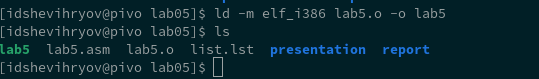 [idshevihryov@pivo lab05]$ ld -m elf_i386 lab5.o -o lab5
[idshevihryov@pivo lab05]$ ls
lab5 lab5.asm lab5.o list.lst presentation report
[idshevihryov@pivo lab05]$